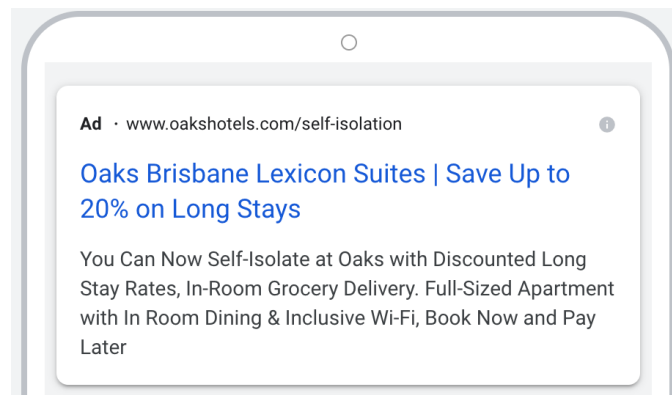 Ad · www.oakshotels.com/self-isolation
Oaks Brisbane Lexicon Suites | Save Up to
20% on Long Stays
You Can Now Self-Isolate at Oaks with Discounted Long
Stay Rates, In-Room Grocery Delivery. Full-Sized Apartment
with In Room Dining & Inclusive Wi-Fi, Book Now and Pay
Later